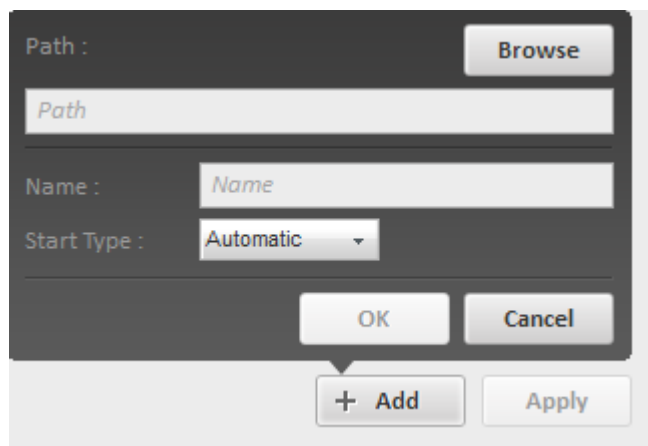 Path :
Browse
Path
Name :
Name
Start Type :
Automatic
OK
Cancel
+ Add
Apply